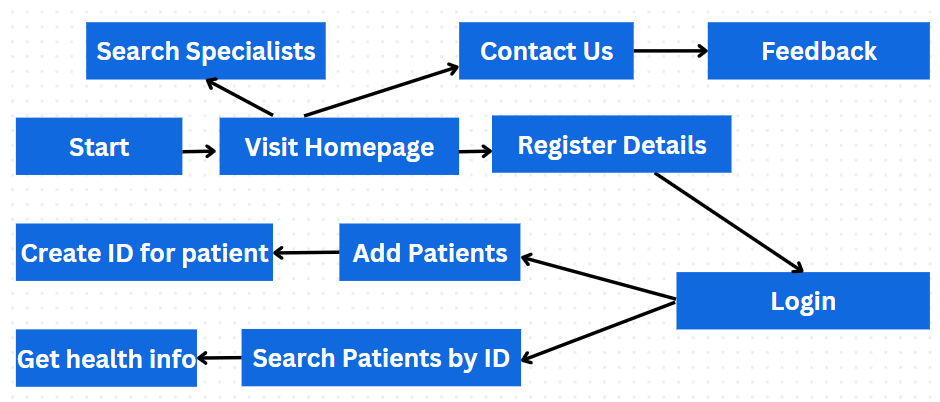 Search Specialists
Contact Us
Feedback
Start
Visit Homepage
Register Details
Create ID for patient
Add Patients
Login
Get health info
Search Patients by ID